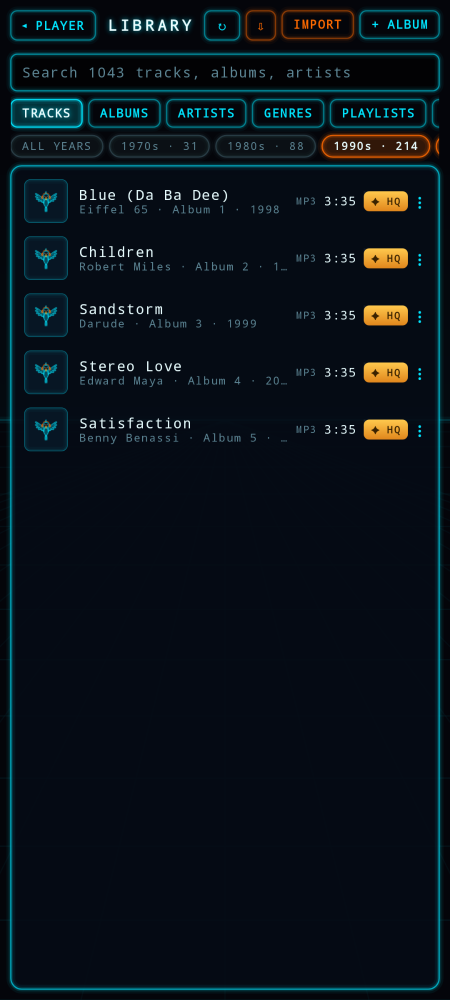 ◂ PLAYER LIBRARY ↻ ⇩ IMPORT + ALBUM
Search 1043 tracks, albums, artists
TRACKS ALBUMS ARTISTS GENRES PLAYLISTS
ALL YEARS 1970s · 31 1980s · 88 1990s · 214
Blue (Da Ba Dee)
Eiffel 65 · Album 1 · 1998
MP3 3:35 ✦ HQ
Children
Robert Miles · Album 2 · 1…
MP3 3:35 ✦ HQ
Sandstorm
Darude · Album 3 · 1999
MP3 3:35 ✦ HQ
Stereo Love
Edward Maya · Album 4 · 20…
MP3 3:35 ✦ HQ
Satisfaction
Benny Benassi · Album 5 · …
MP3 3:35 ✦ HQ